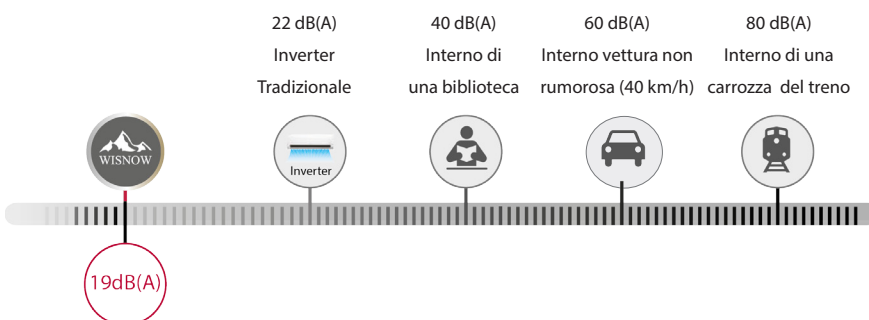 22 dB(A)
Inverter
Tradizionale
40 dB(A)
Interno di
una biblioteca
60 dB(A)
Interno vettura non
rumorosa (40 km/h)
80 dB(A)
Interno di una
carrozza del treno
WISNOW
Inverter
19dB(A)